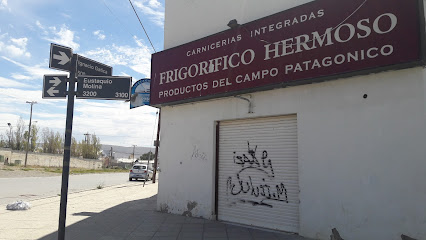 CARNICERIAS INTEGRADAS
FRIGORIFICO HERMOSO
PRODUCTOS DEL CAMPO PATAGONICO
Eustaquio
Molina
3200 3100